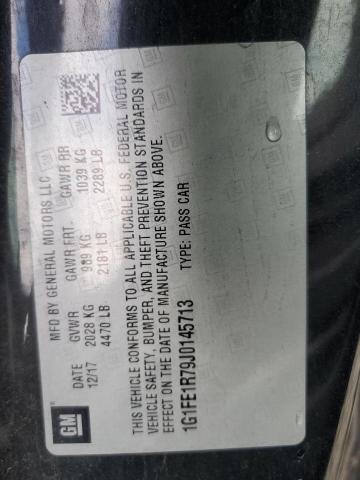 GM
MFD BY GENERAL MOTORS LLC
DATE GVWR GAWR FRT. GAWR RR
12/17 2028 KG 989 KG 1039 KG
4470 LB 2181 LB 2289 LB
THIS VEHICLE CONFORMS TO ALL APPLICABLE U.S. FEDERAL MOTOR
VEHICLE SAFETY, BUMPER, AND THEFT PREVENTION STANDARDS IN
EFFECT ON THE DATE OF MANUFACTURE SHOWN ABOVE.
1G1FE1R79J0145713 TYPE: PASS CAR